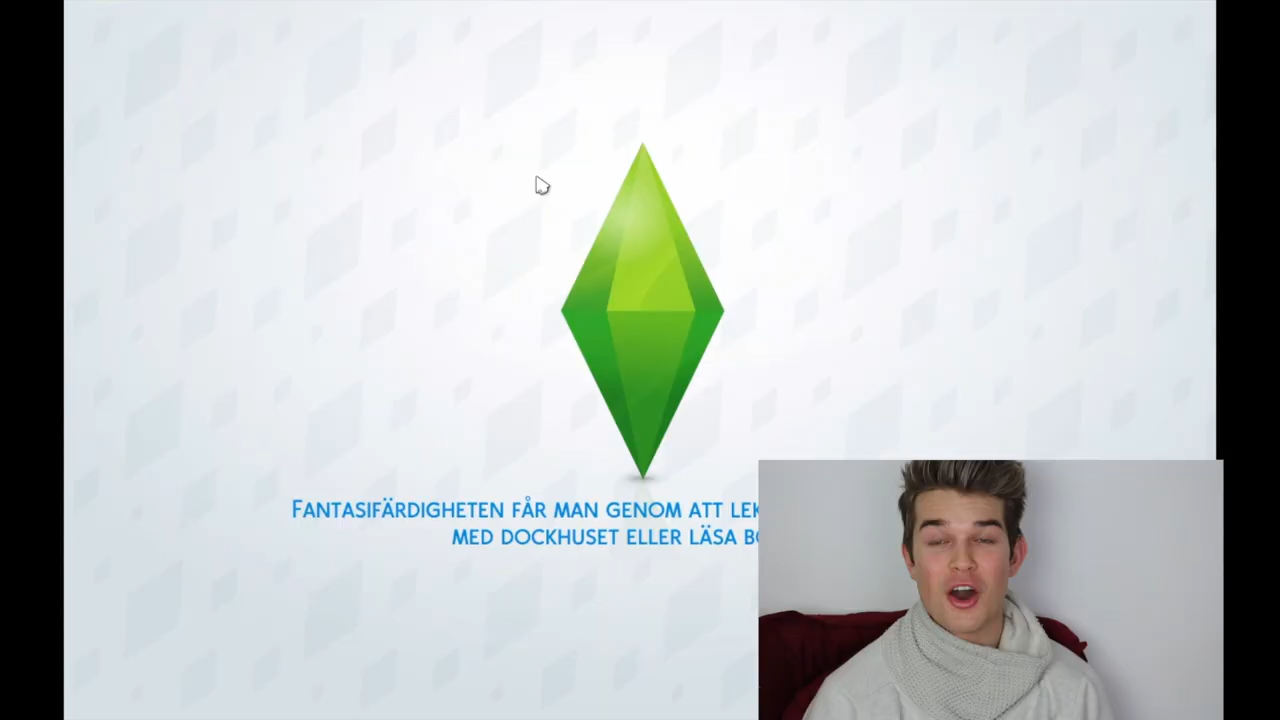 FANTASIFÄRDIGHETEN FÅR MAN GENOM ATT
MED DOCKHUSET ELLER LÄSA